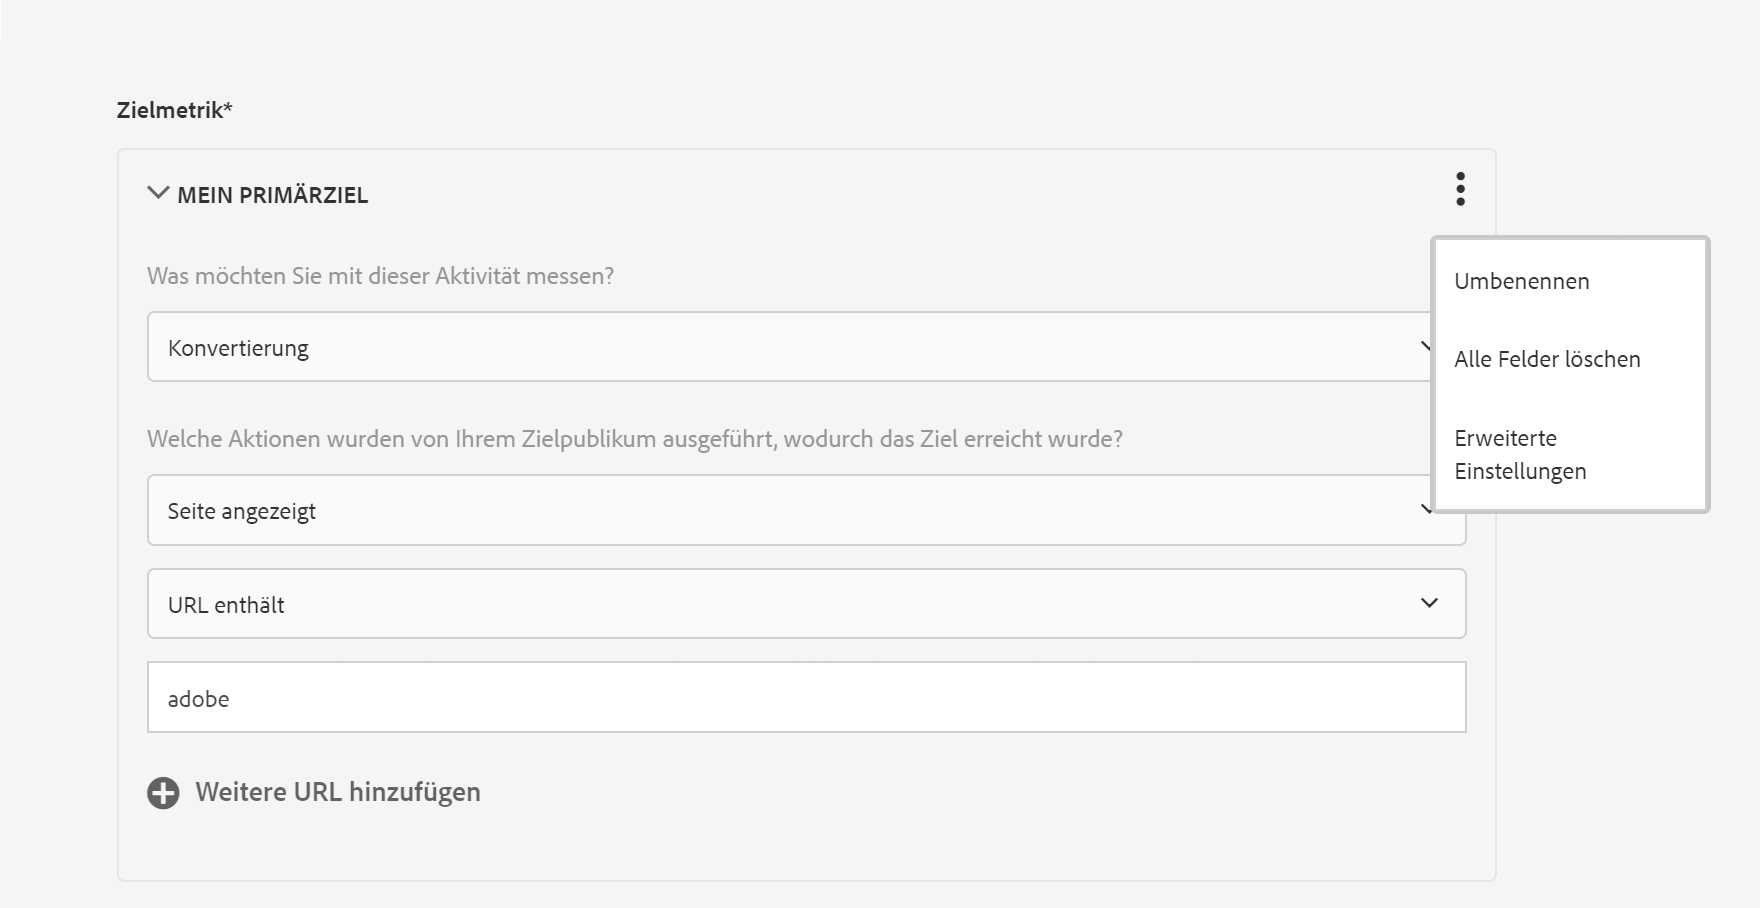 Zielmetrik*
MEIN PRIMÄRZIEL
Was möchten Sie mit dieser Aktivität messen?
Konvertierung
Welche Aktionen wurden von Ihrem Zielpublikum ausgeführt, wodurch das Ziel erreicht wurde?
Seite angezeigt
URL enthält
adobe
Weitere URL hinzufügen
Umbenennen
Alle Felder löschen
Erweiterte
Einstellungen